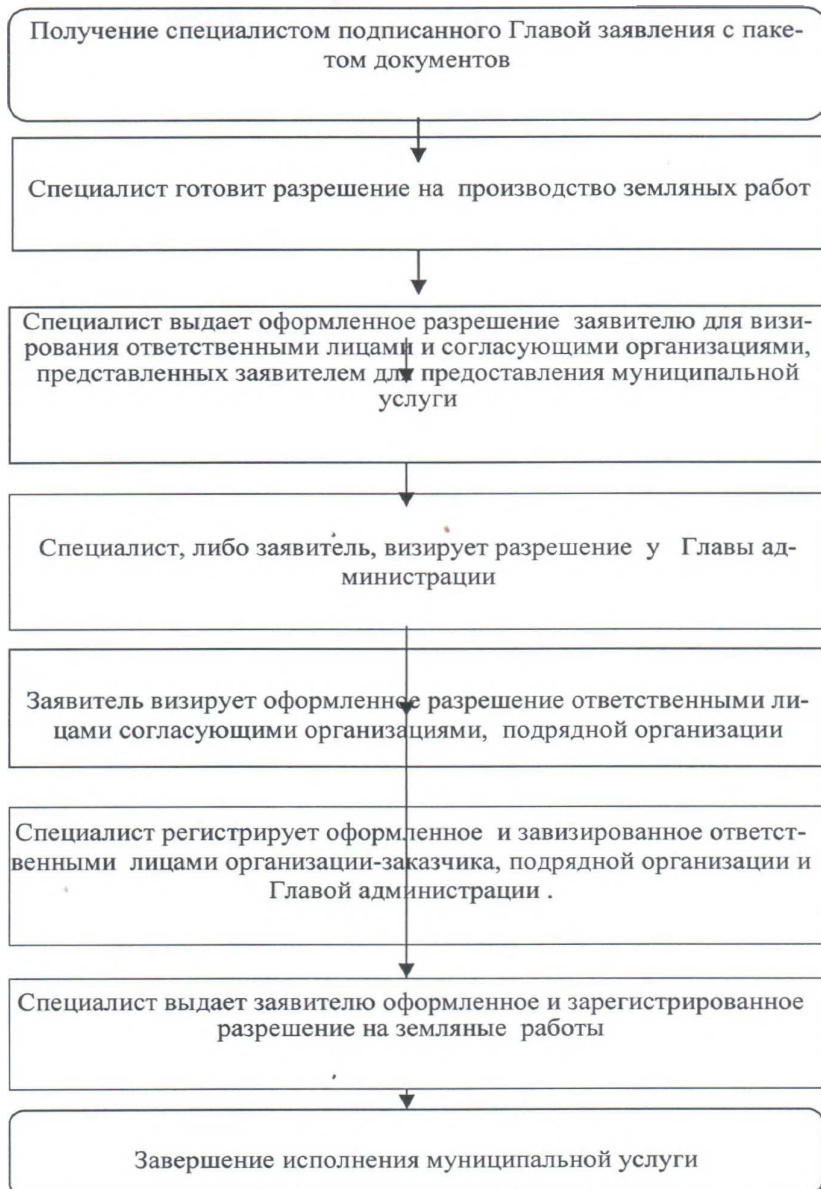 Получение специалистом подписанного Главой заявления с паке-
том документов
Специалист готовит разрешение на производство земляных работ
Специалист выдает оформленное разрешение заявителю для визи-
рования ответственными лицами и согласующими организациями,
представленных заявителем для предоставления муниципальной
услуги
Специалист, либо заявитель, визирует разрешение у Главы ад-
министрации
Заявитель визирует оформленное разрешение ответственными ли-
цами согласующими организациями, подрядной организации
Специалист регистрирует оформленное и завизированное ответст-
венными лицами организации-заказчика, подрядной организации и
Главой администрации .
Специалист выдает заявителю оформленное и зарегистрированное
разрешение на земляные работы
Завершение исполнения муниципальной услуги